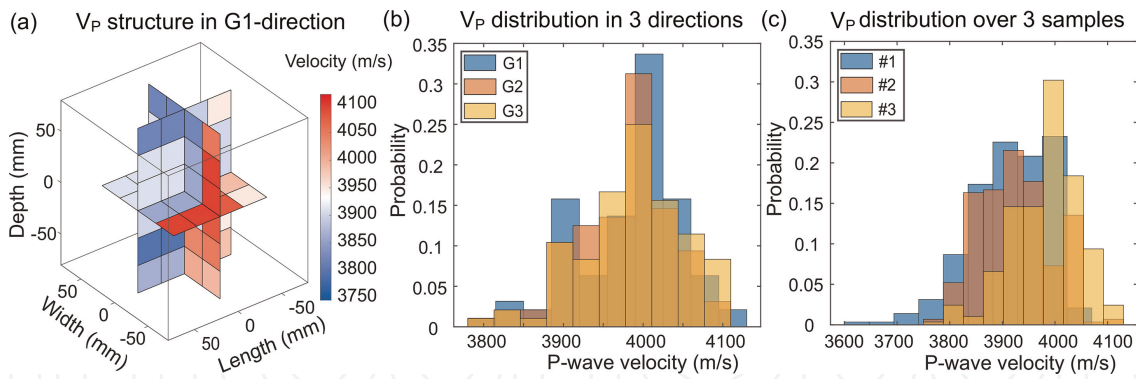 (a) V_P structure in G1-direction
Velocity (m/s)
4100
4050
4000
3950
3900
3850
3800
3750
Depth (mm)
50
0
-50
Width (mm)
50
0
-50
Length (mm)
50
0
-50
(b) V_P distribution in 3 directions
G1
G2
G3
Probability
0.35
0.3
0.25
0.2
0.15
0.1
0.05
0
3800 3900 4000 4100
P-wave velocity (m/s)
(c) V_P distribution over 3 samples
#1
#2
#3
Probability
0.35
0.3
0.25
0.2
0.15
0.1
0.05
0
3600 3700 3800 3900 4000 4100
P-wave velocity (m/s)